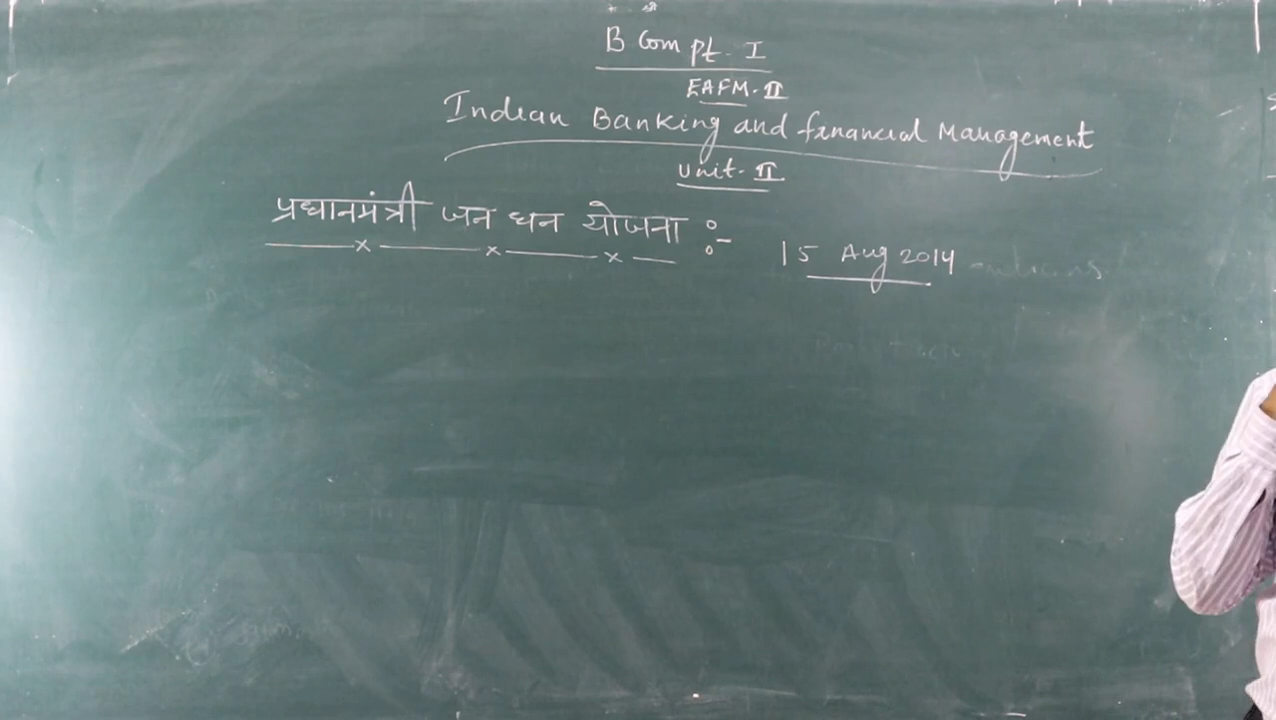 श्री
B Com pt. I
EAFM. II
Indian Banking and financial Management
Unit- II
प्रधानमंत्री जन धन योजना :- 15 Aug 2014